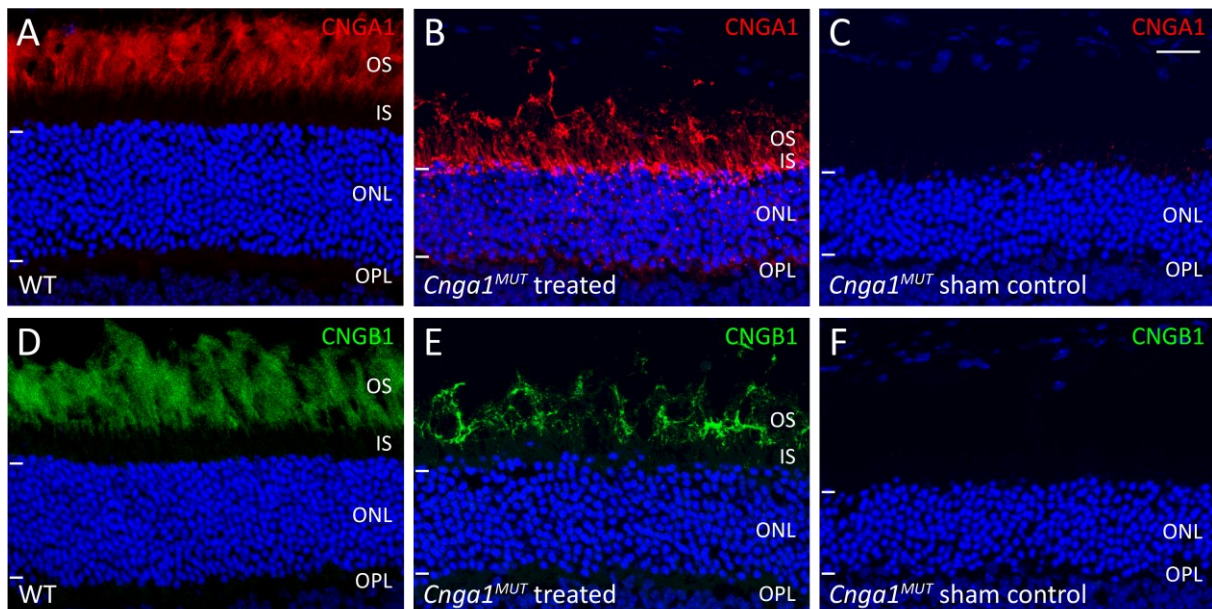 A
CNGA1
OS
IS
ONL
OPL
WT
B
CNGA1
OS
IS
ONL
OPL
Cnga1MUT treated
C
CNGA1
ONL
OPL
Cnga1MUT sham control
D
CNGB1
OS
IS
ONL
OPL
WT
E
CNGB1
OS
IS
ONL
OPL
Cnga1MUT treated
F
CNGB1
ONL
OPL
Cnga1MUT sham control